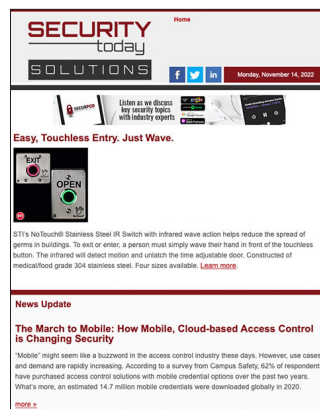 Home
SECURITY
today
SOLUTIONS
Monday, November 14, 2022
SECURPOD
Listen as we discuss
key security topics
with industry experts
Easy, Touchless Entry. Just Wave.
EXIT
OPEN
STI's NoTouch® Stainless Steel IR Switch with infrared wave action helps reduce the spread of
germs in buildings. To exit or enter, a person must simply wave their hand in front of the touchless
button. The infrared will detect motion and unlatch the time adjustable door. Constructed of
medical/food grade 304 stainless steel. Four sizes available. Learn more.
News Update
The March to Mobile: How Mobile, Cloud-based Access Control
is Changing Security
“Mobile” might seem like a buzzword in the access control industry these days. However, use cases
and demand are rapidly increasing. According to a survey from Campus Safety, 62% of respondent
have purchased access control solutions with mobile credential options over the past two years.
What's more, an estimated 14.7 million mobile credentials were downloaded globally in 2020.
more »